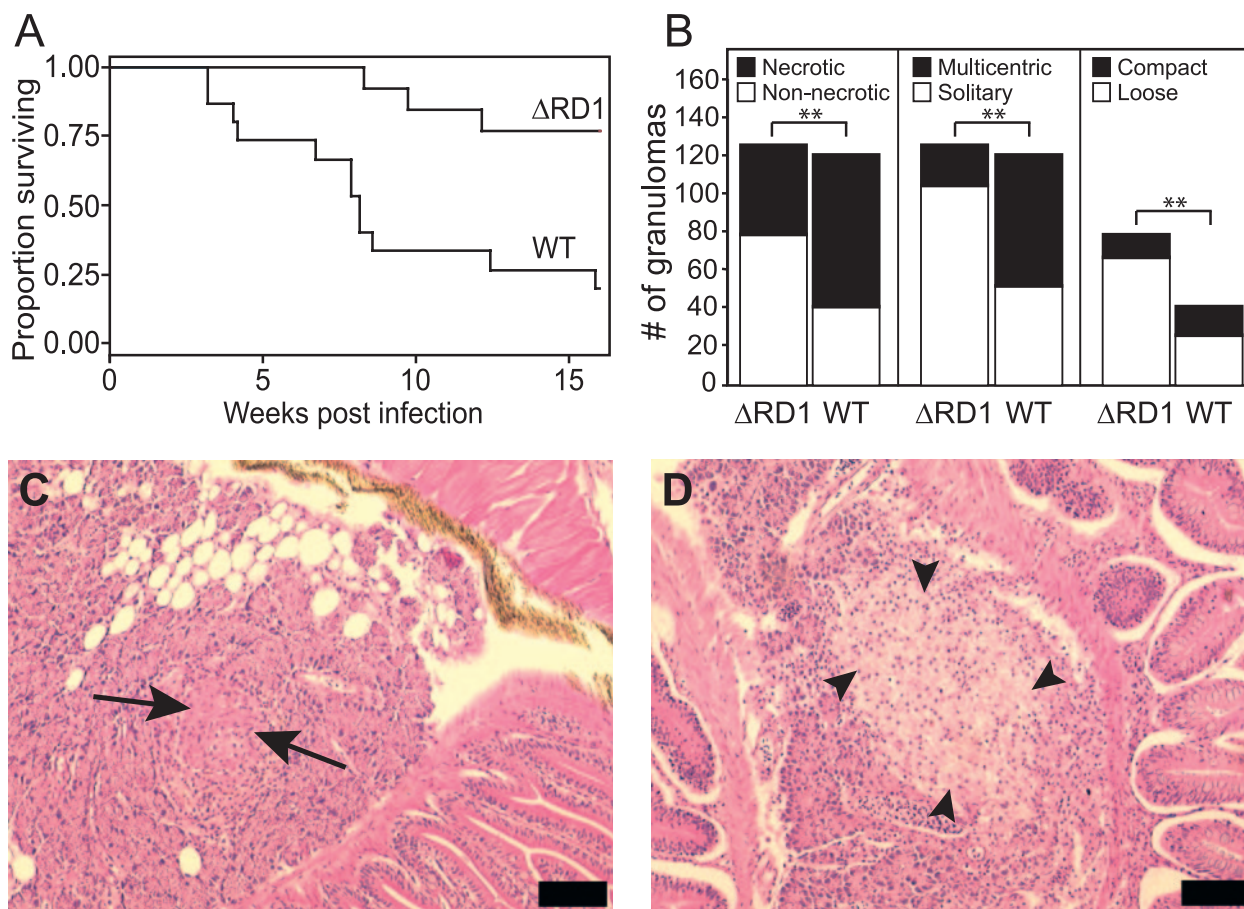 A
Proportion surviving
1.00
0.75
0.50
0.25
0.00
0
5
10
15
Weeks post infection
ΔRD1
WT
B
# of granulomas
160
140
120
100
80
60
40
20
0
Necrotic
Non-necrotic
**
ΔRD1 WT
Multicentric
Solitary
**
ΔRD1 WT
Compact
Loose
**
ΔRD1 WT
C
D